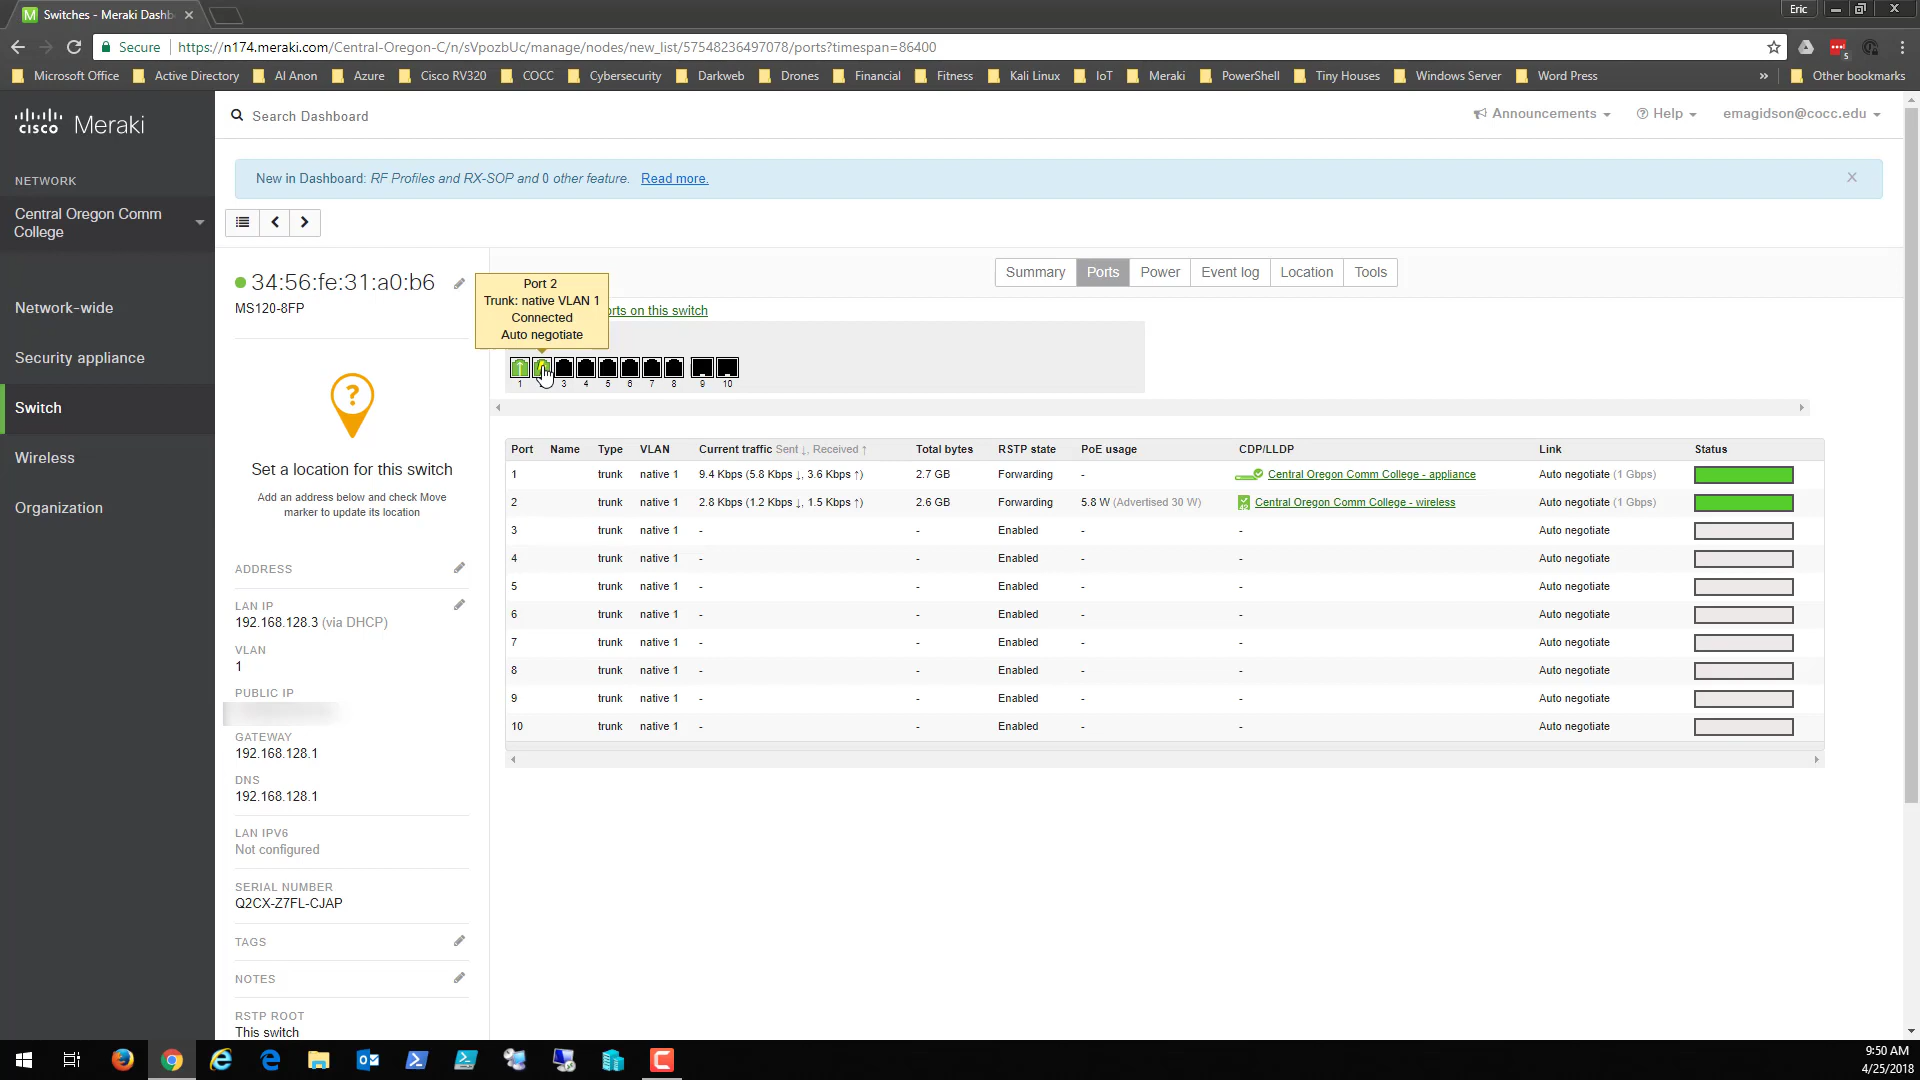 Switches - Meraki Dashb
Eric
Secure
https://n174.meraki.com/Central-Oregon-C/n/sVpozbUc/manage/nodes/new_list/57548236497078/ports?timespan=86400
5
Microsoft Office
Active Directory
Al Anon
Azure
Cisco RV320
COCC
Cybersecurity
Darkweb
Drones
Financial
Fitness
Kali Linux
IoT
Meraki
PowerShell
Tiny Houses
Windows Server
Word Press
»
Other bookmarks
CISCO Meraki
Search Dashboard
Announcements
Help
emagidson@cocc.edu
New in Dashboard: RF Profiles and RX-SOP and 0 other feature. Read more.
NETWORK
Central Oregon Comm
College
Network-wide
Security appliance
Switch
Wireless
Organization
34:56:fe:31:a0:b6
MS120-8FP
?
Set a location for this switch
Add an address below and check Move
marker to update its location
ADDRESS
LAN IP
192.168.128.3 (via DHCP)
VLAN
1
PUBLIC IP
GATEWAY
192.168.128.1
DNS
192.168.128.1
LAN IPV6
Not configured
SERIAL NUMBER
Q2CX-Z7FL-CJAP
TAGS
NOTES
RSTP ROOT
This switch
Summary Ports Power Event log Location Tools
Port 2
Trunk: native VLAN 1
Connected
Auto negotiate
orts on this switch
1 3 4 5 6 7 8 9 10
Port Name Type VLAN Current traffic Sent ↓, Received ↑ Total bytes RSTP state PoE usage CDP/LLDP Link Status
1 trunk native 1 9.4 Kbps (5.8 Kbps ↓, 3.6 Kbps ↑) 2.7 GB Forwarding - Central Oregon Comm College - appliance Auto negotiate (1 Gbps)
2 trunk native 1 2.8 Kbps (1.2 Kbps ↓, 1.5 Kbps ↑) 2.6 GB Forwarding 5.8 W (Advertised 30 W) Central Oregon Comm College - wireless Auto negotiate (1 Gbps)
3 trunk native 1 - - Enabled - - Auto negotiate
4 trunk native 1 - - Enabled - - Auto negotiate
5 trunk native 1 - - Enabled - - Auto negotiate
6 trunk native 1 - - Enabled - - Auto negotiate
7 trunk native 1 - - Enabled - - Auto negotiate
8 trunk native 1 - - Enabled - - Auto negotiate
9 trunk native 1 - - Enabled - - Auto negotiate
10 trunk native 1 - - Enabled - - Auto negotiate
9:50 AM
4/25/2018